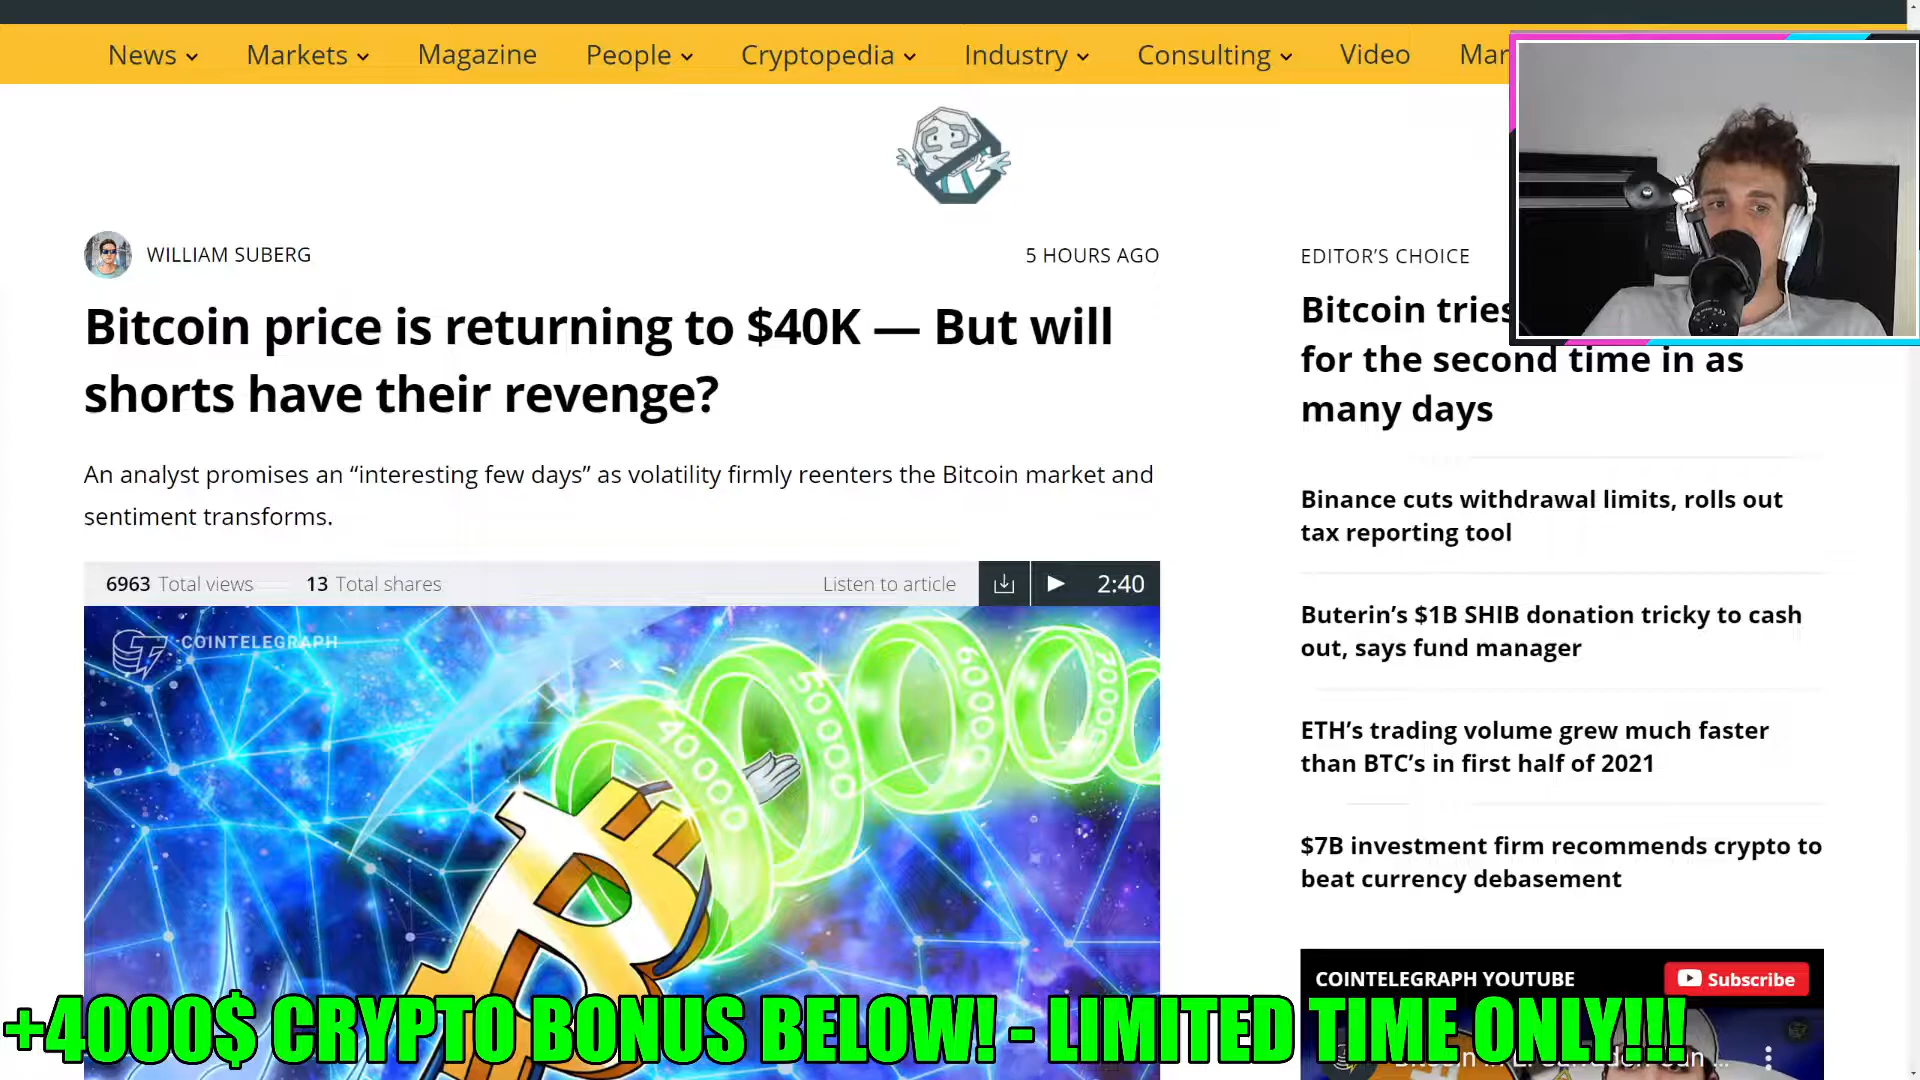 News Markets Magazine People Cryptopedia Industry Consulting Video Mar
WILLIAM SUBERG
5 HOURS AGO
Bitcoin price is returning to $40K — But will
shorts have their revenge?
An analyst promises an “interesting few days” as volatility firmly reenters the Bitcoin market and
sentiment transforms.
6963 Total views 13 Total shares Listen to article 2:40
COINTELEGRAPH
40000
50000
60000
70000
EDITOR’S CHOICE
Bitcoin tries
for the second time in as
many days
Binance cuts withdrawal limits, rolls out
tax reporting tool
Buterin’s $1B SHIB donation tricky to cash
out, says fund manager
ETH’s trading volume grew much faster
than BTC’s in first half of 2021
$7B investment firm recommends crypto to
beat currency debasement
COINTELEGRAPH YOUTUBE Subscribe
+4000$ CRYPTO BONUS BELOW! - LIMITED TIME ONLY!!!